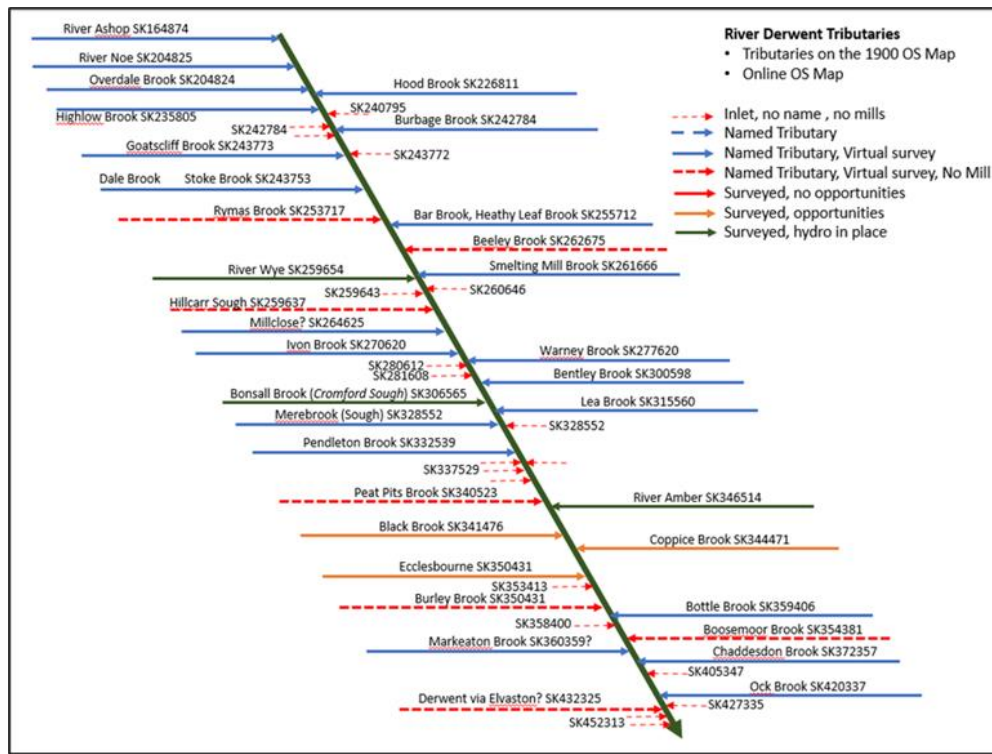 River Ashop SK164874
River Noe SK204825
Overdale Brook SK204824
Hood Brook SK226811
Highlow Brook SK235805
SK240795
SK242784
Burbage Brook SK242784
Goatscliff Brook SK243773
SK243772
Dale Brook Stoke Brook SK243753
Rymas Brook SK253717
Bar Brook, Heathy Leaf Brook SK255712
Beeley Brook SK262675
River Wye SK259654
Smelting Mill Brook SK261666
SK259643
SK260646
Hillcarr Sough SK259637
Millclose? SK264625
Ivon Brook SK270620
Warney Brook SK277620
SK280612
SK281608
Bentley Brook SK300598
Bonsall Brook (Cromford Sough) SK306565
Lea Brook SK315560
Merebrook (Sough) SK328552
SK328552
Pendleton Brook SK332539
SK337529
Peat Pits Brook SK340523
River Amber SK346514
Black Brook SK341476
Coppice Brook SK344471
Ecclesbourne SK350431
SK353413
Burley Brook SK350431
Bottle Brook SK359406
SK358400
Boosemoor Brook SK354381
Markeaton Brook SK360359?
Chaddesdon Brook SK372357
SK405347
Ock Brook SK420337
Derwent via Elvaston? SK432325
SK427335
SK452313
River Derwent Tributaries
• Tributaries on the 1900 OS Map
• Online OS Map
Inlet, no name , no mills
Named Tributary
Named Tributary, Virtual survey
Named Tributary, Virtual survey, No Mill
Surveyed, no opportunities
Surveyed, opportunities
Surveyed, hydro in place